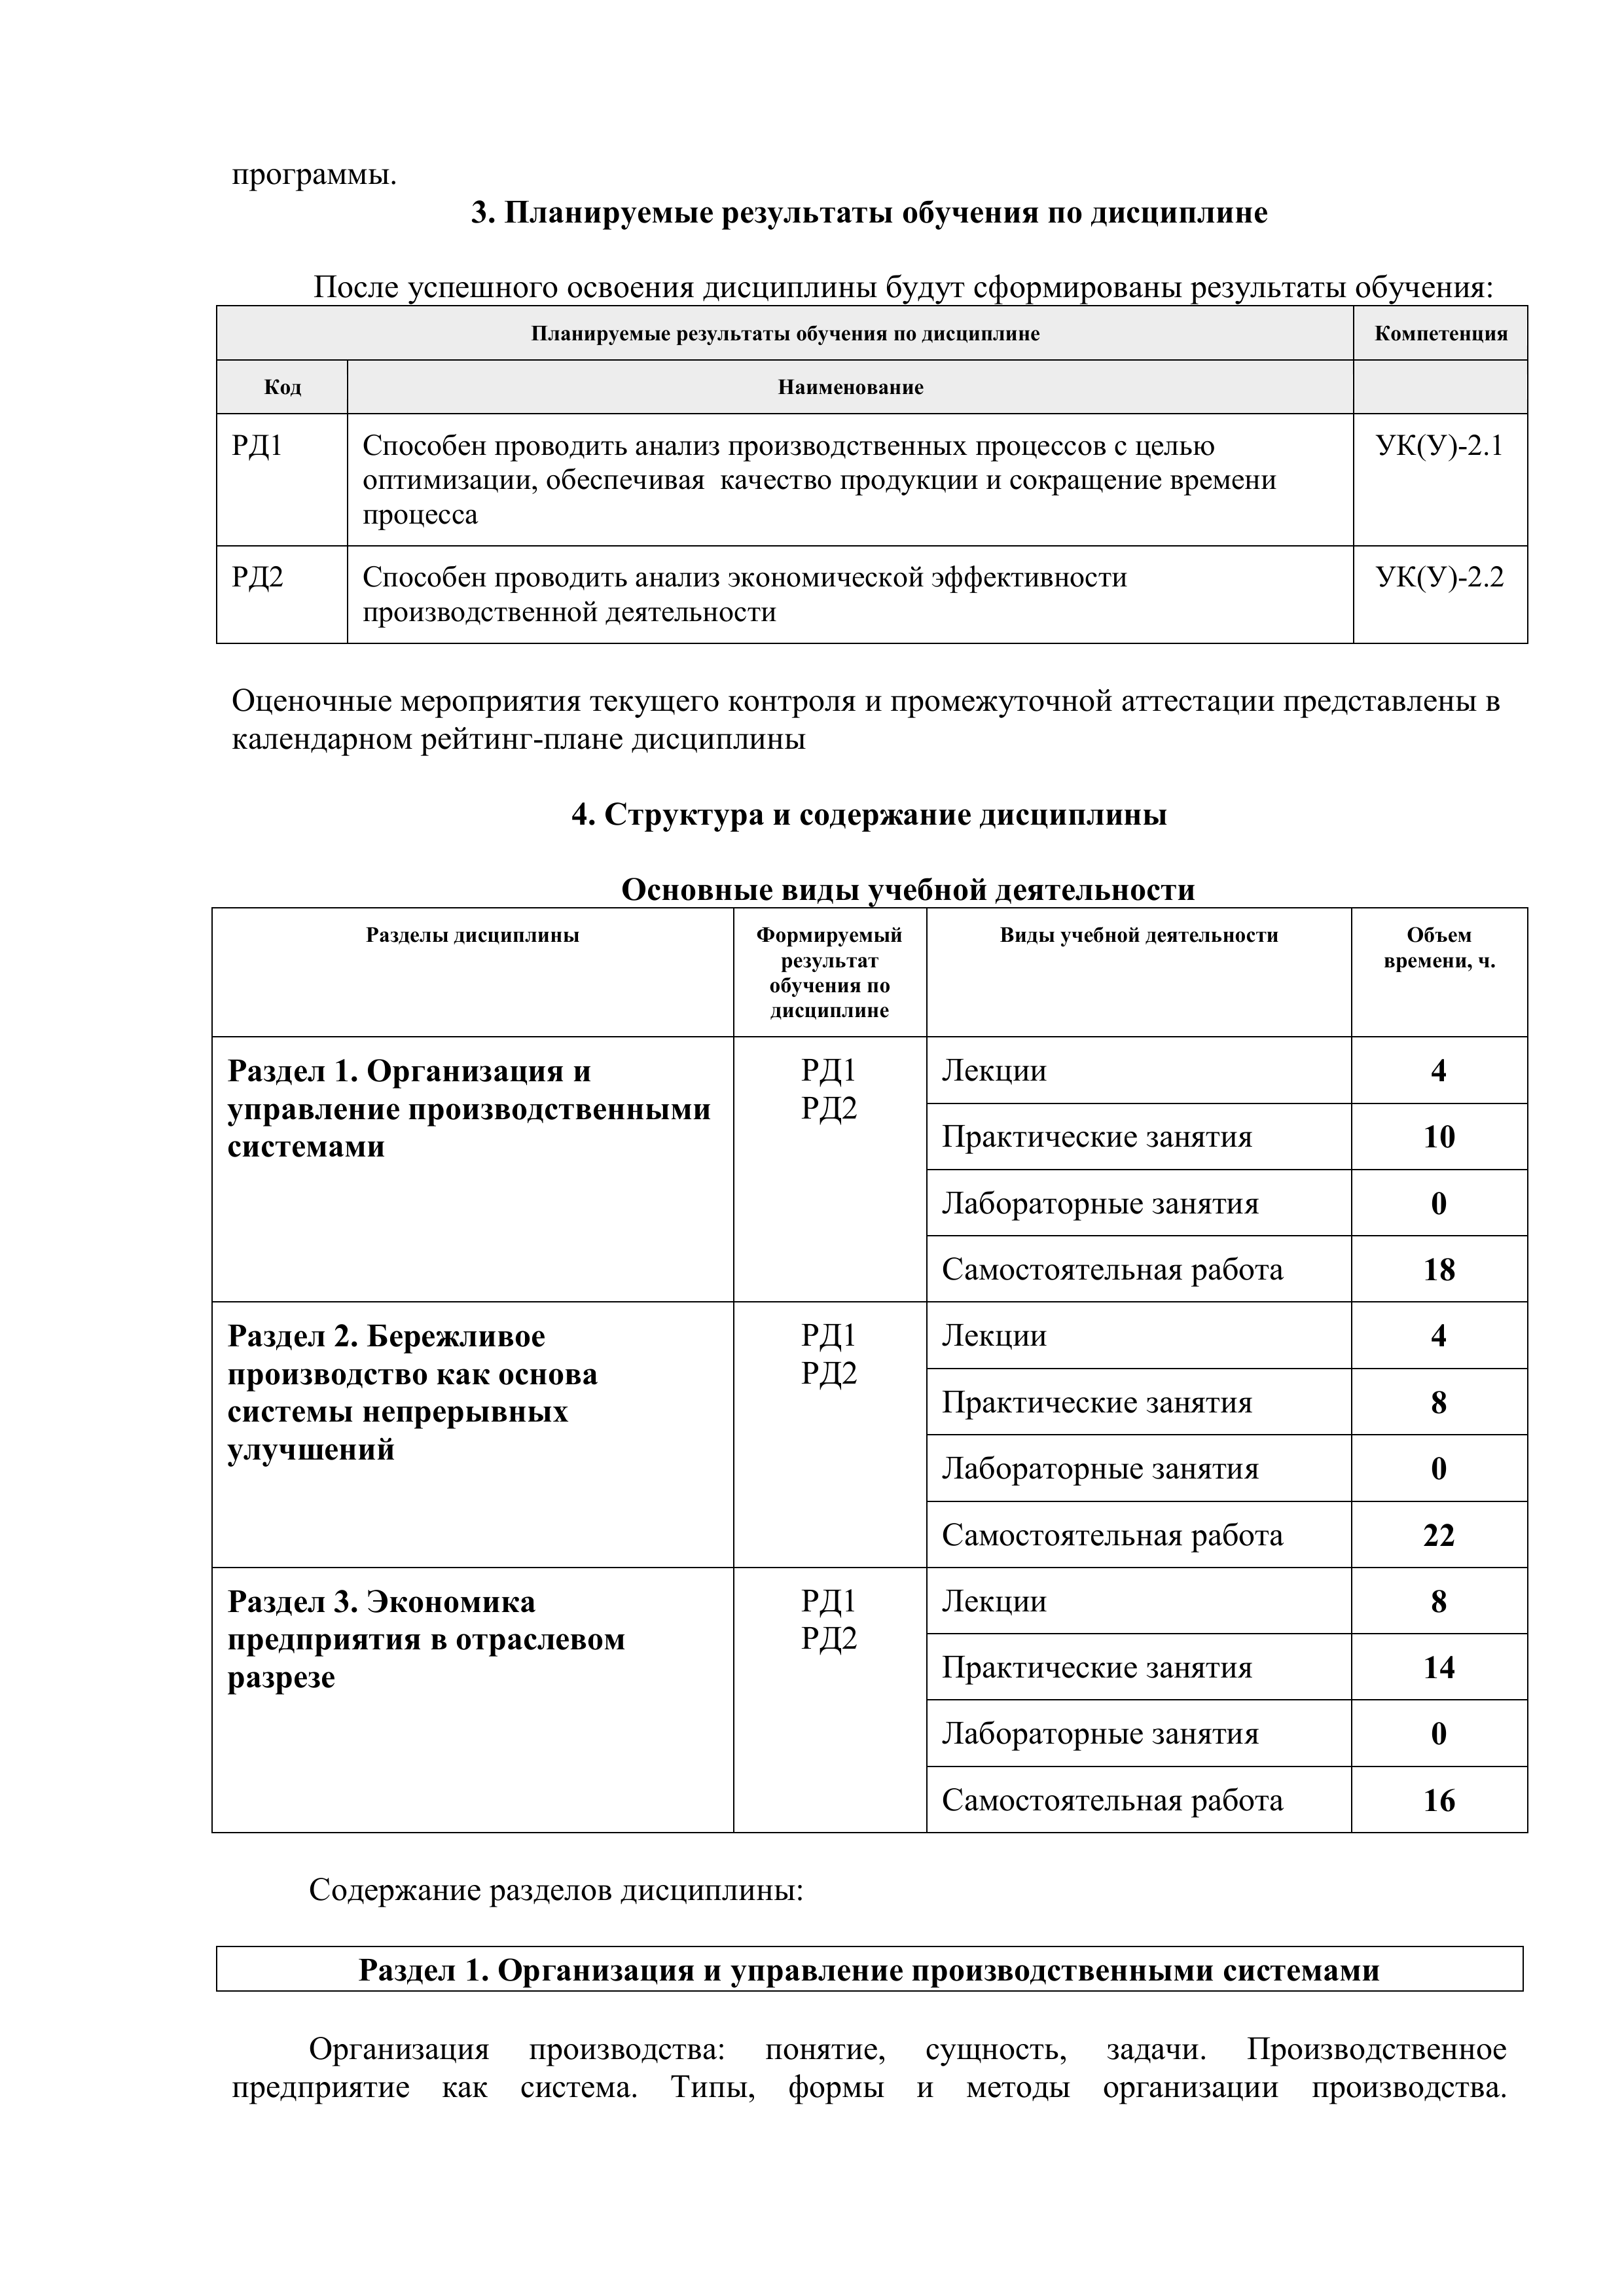 программы.
3. Планируемые результаты обучения по дисциплине
После успешного освоения дисциплины будут сформированы результаты обучения:
Планируемые результаты обучения по дисциплине
Компетенция
Код
Наименование
РД1
Способен проводить анализ производственных процессов с целью
оптимизации, обеспечивая  качество продукции и сокращение времени
процесса
УК(У)-2.1
РД2
Способен проводить анализ экономической эффективности
производственной деятельности
УК(У)-2.2
Оценочные мероприятия текущего контроля и промежуточной аттестации представлены в
календарном рейтинг-плане дисциплины
4. Структура и содержание дисциплины
Основные виды учебной деятельности
Разделы дисциплины
Формируемый
результат
обучения по
дисциплине
Виды учебной деятельности
Объем
времени, ч.
Раздел 1. Организация и
управление производственными
системами
РД1
РД2
Лекции
4
Практические занятия
10
Лабораторные занятия
0
Самостоятельная работа
18
Раздел 2. Бережливое
производство как основа
системы непрерывных
улучшений
РД1
РД2
Лекции
4
Практические занятия
8
Лабораторные занятия
0
Самостоятельная работа
22
Раздел 3. Экономика
предприятия в отраслевом
разрезе
РД1
РД2
Лекции
8
Практические занятия
14
Лабораторные занятия
0
Самостоятельная работа
16
Содержание разделов дисциплины:
Раздел 1. Организация и управление производственными системами
Организация производства: понятие, сущность, задачи. Производственное
предприятие как система. Типы, формы и методы организации производства.